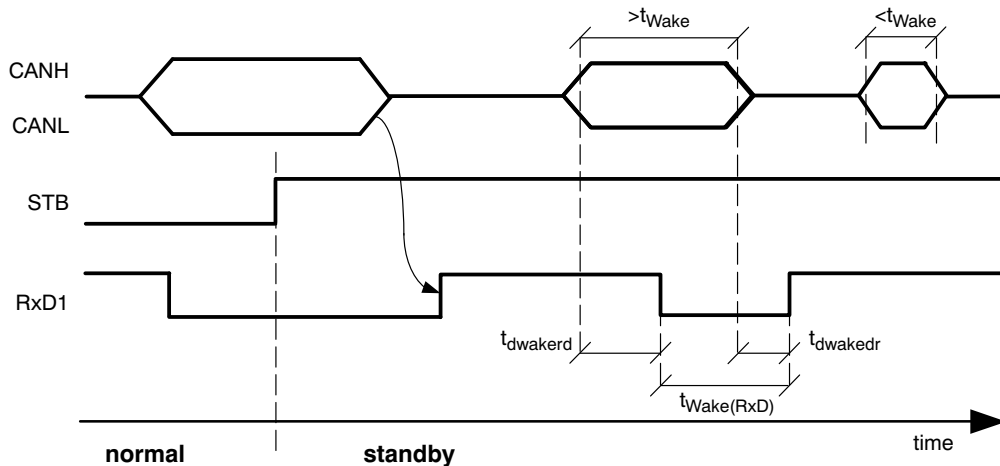 >tWake
<tWake
CANH
CANL
STB
RxD1
tdwakerd
tdwakedr
tWake(RxD)
time
normal
standby